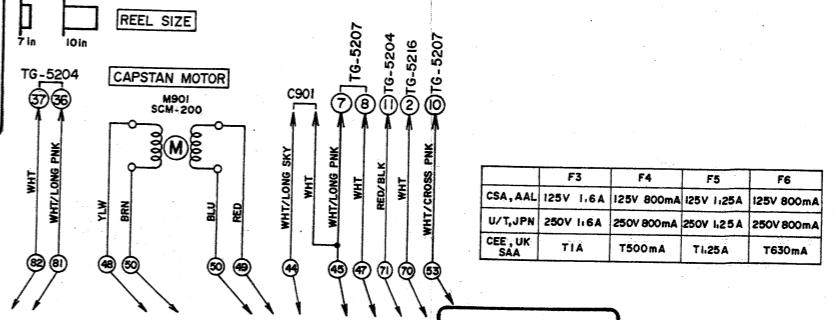 7 in
10 in
REEL SIZE
TG-5204
CAPSTAN MOTOR
37
36
M901
SCM-200
M
WHT
WHT/LONG PNK
YLW
BRN
BLU
RED
82
81
48
50
50
49
C901
TG-5207
TG-5204
TG-5216
TG-5207
7
8
11
2
10
WHT/LONG SKY
WHT
WHT/LONG PNK
WHT
RED/BLK
WHT
WHT/CROSS PNK
44
45
47
71
70
53
F3 F4 F5 F6
CSA, AAL 125V 1.6A 125V 800mA 125V 1.25A 125V 800mA
U/T, JPN 250V 1.6A 250V 800mA 250V 1.25A 250V 800mA
CEE, UK
SAA T1A T500mA T1.25A T630mA